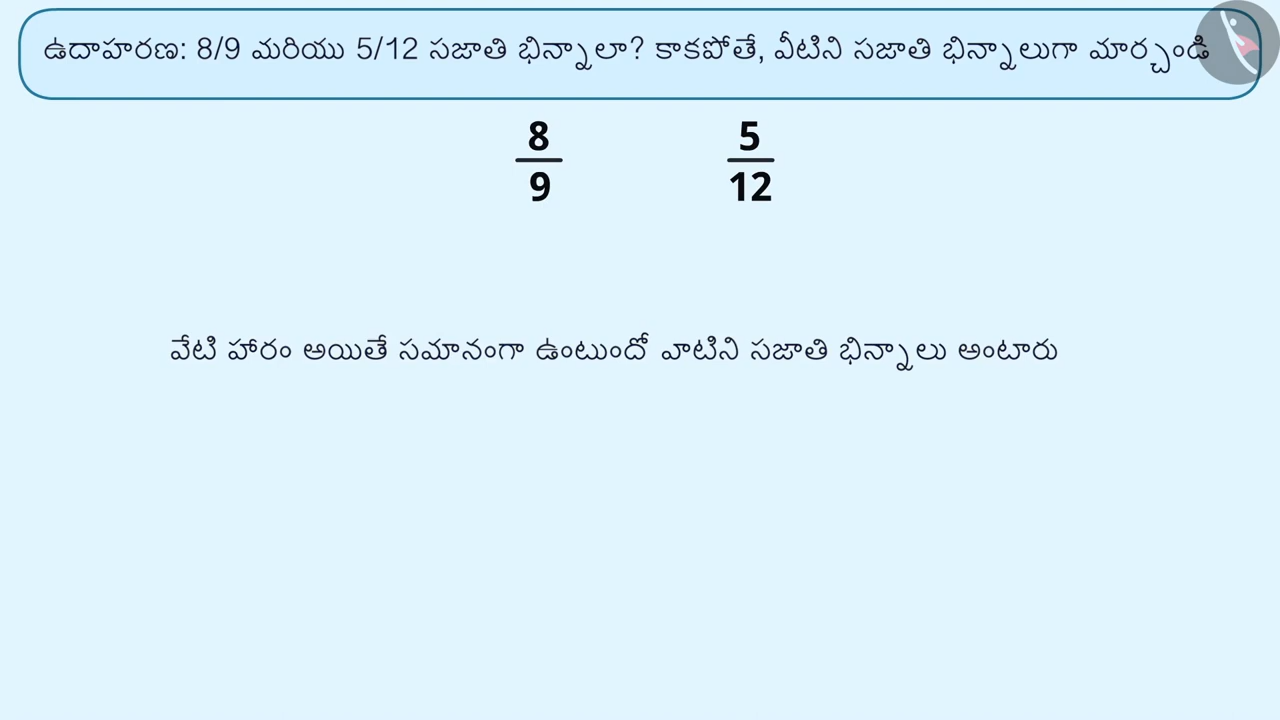 ఉదాహరణ: 8/9 మరియు 5/12 సజాతి భిన్నాలా? కాకపోతే, వీటిని సజాతి భిన్నాలుగా మార్చండి
8 5
9 12
వేటి హారం అయితే సమానంగా ఉంటుందో వాటిని సజాతి భిన్నాలు అంటారు